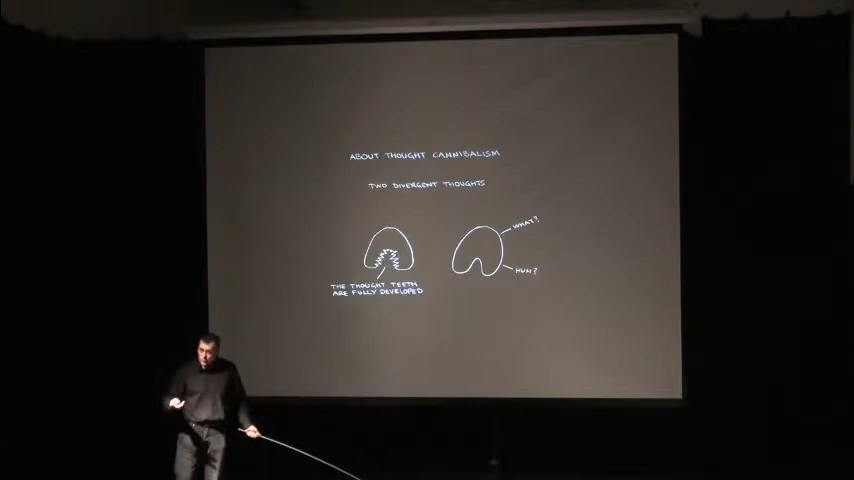 ABOUT THOUGHT CANNIBALISM
TWO DIVERGENT THOUGHTS
WHAT?
HUH?
THE THOUGHT TEETH
ARE FULLY DEVELOPED